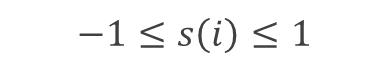 −1 ≤ s(i) ≤ 1